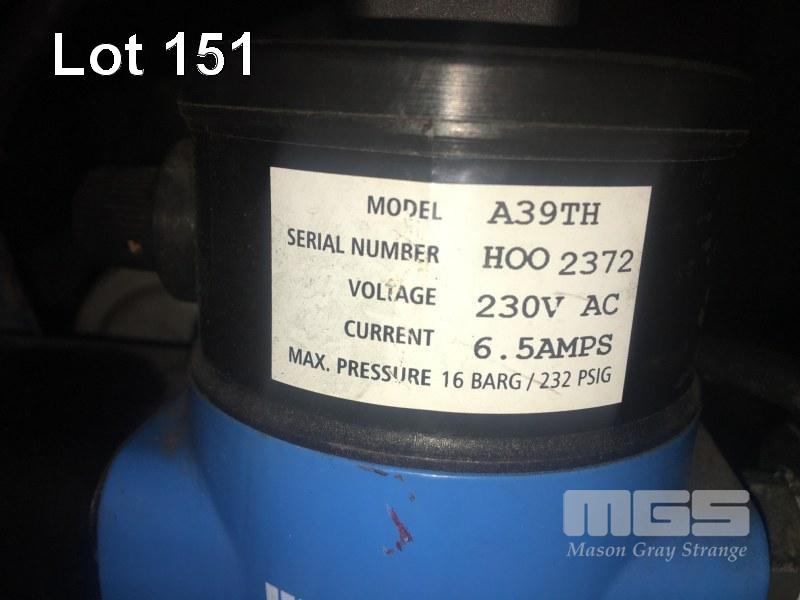 Lot 151
MODEL A39TH
SERIAL NUMBER HOO 2372
VOLTAGE 230V AC
CURRENT 6.5AMPS
MAX. PRESSURE 16 BARG / 232 PSIG
MGS
Mason Gray Strange